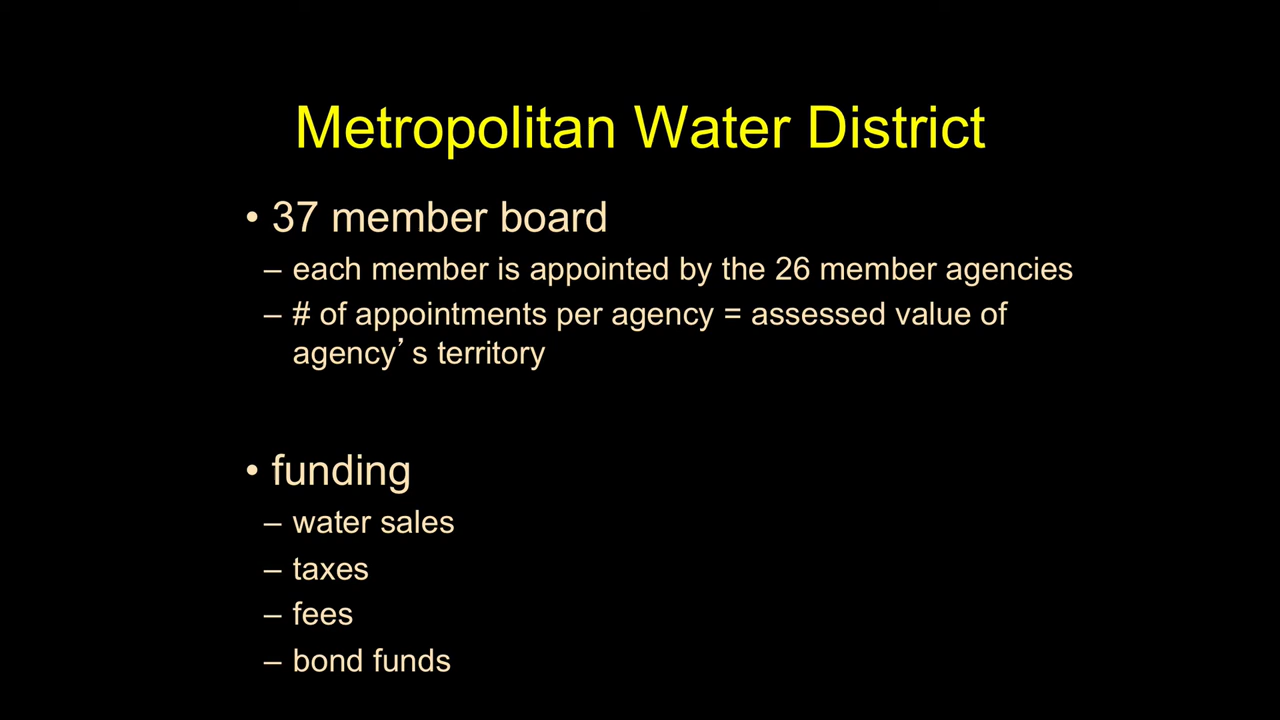 Metropolitan Water District
• 37 member board
– each member is appointed by the 26 member agencies
– # of appointments per agency = assessed value of
agency’s territory
• funding
– water sales
– taxes
– fees
– bond funds